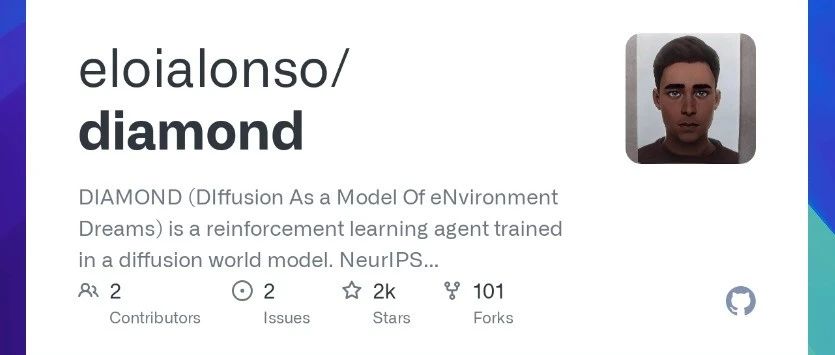 eloialonso/
diamond
DIAMOND (DIffusion As a Model Of eNvironment
Dreams) is a reinforcement learning agent trained
in a diffusion world model. NeurIPS...
2 2 2k 101
Contributors Issues Stars Forks